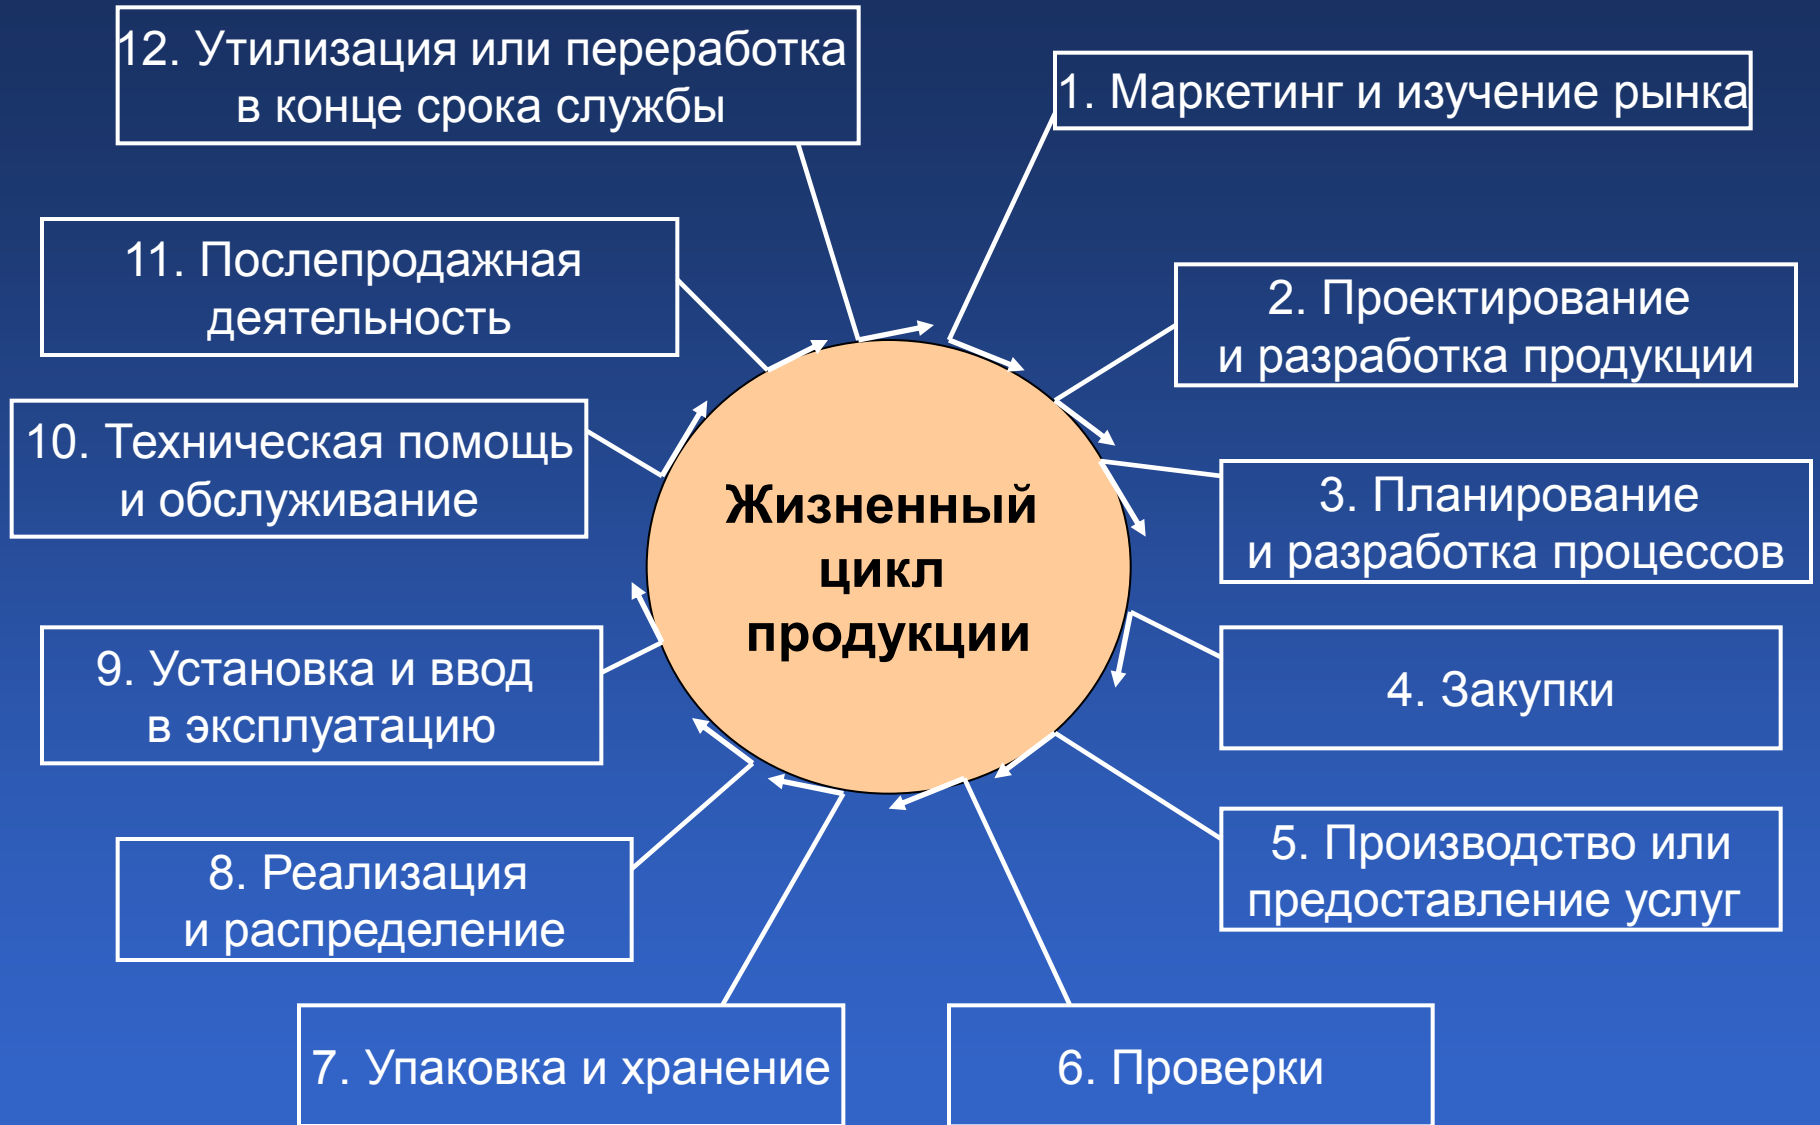 12. Утилизация или переработка
в конце срока службы
1. Маркетинг и изучение рынка
11. Послепродажная
деятельность
2. Проектирование
и разработка продукции
10. Техническая помощь
и обслуживание
3. Планирование
и разработка процессов
Жизненный
цикл
продукции
9. Установка и ввод
в эксплуатацию
4. Закупки
8. Реализация
и распределение
5. Производство или
предоставление услуг
7. Упаковка и хранение
6. Проверки